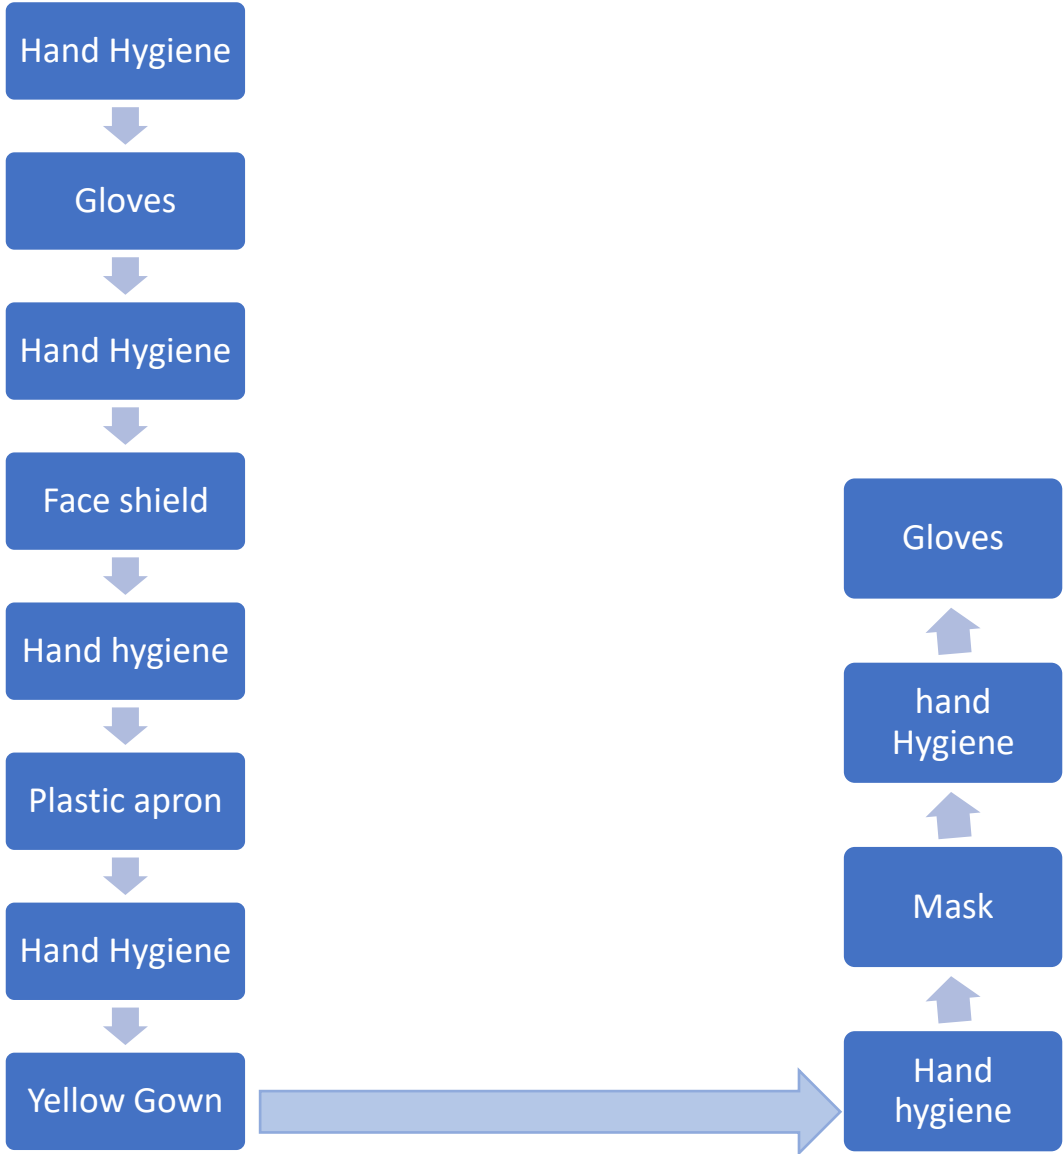 Hand Hygiene
Gloves
Hand Hygiene
Face shield
Hand hygiene
Plastic apron
Hand Hygiene
Yellow Gown
Hand
hygiene
Mask
hand
Hygiene
Gloves